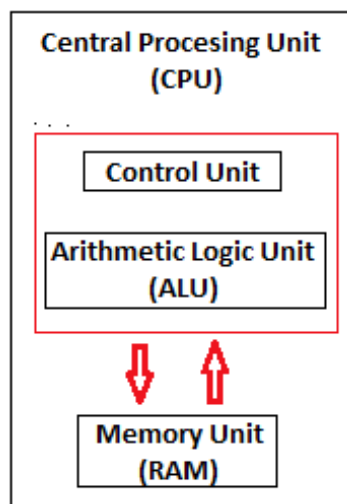 Central Procesing Unit
(CPU)
. . .
Control Unit
Arithmetic Logic Unit
(ALU)
Memory Unit
(RAM)